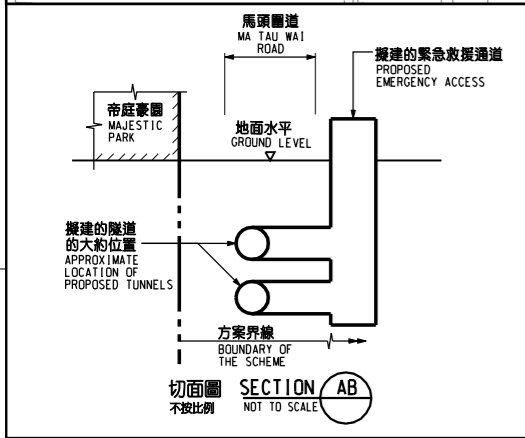 馬頭圍道
MA TAU WAI
ROAD
擬建的緊急救援通道
PROPOSED
EMERGENCY ACCESS
帝庭豪園
MAJESTIC
PARK
地面水平
GROUND LEVEL
擬建的隧道
的大約位置
APPROXIMATE
LOCATION OF
PROPOSED TUNNELS
方案界線
BOUNDARY OF
THE SCHEME
切面圖 SECTION AB
不按比例 NOT TO SCALE